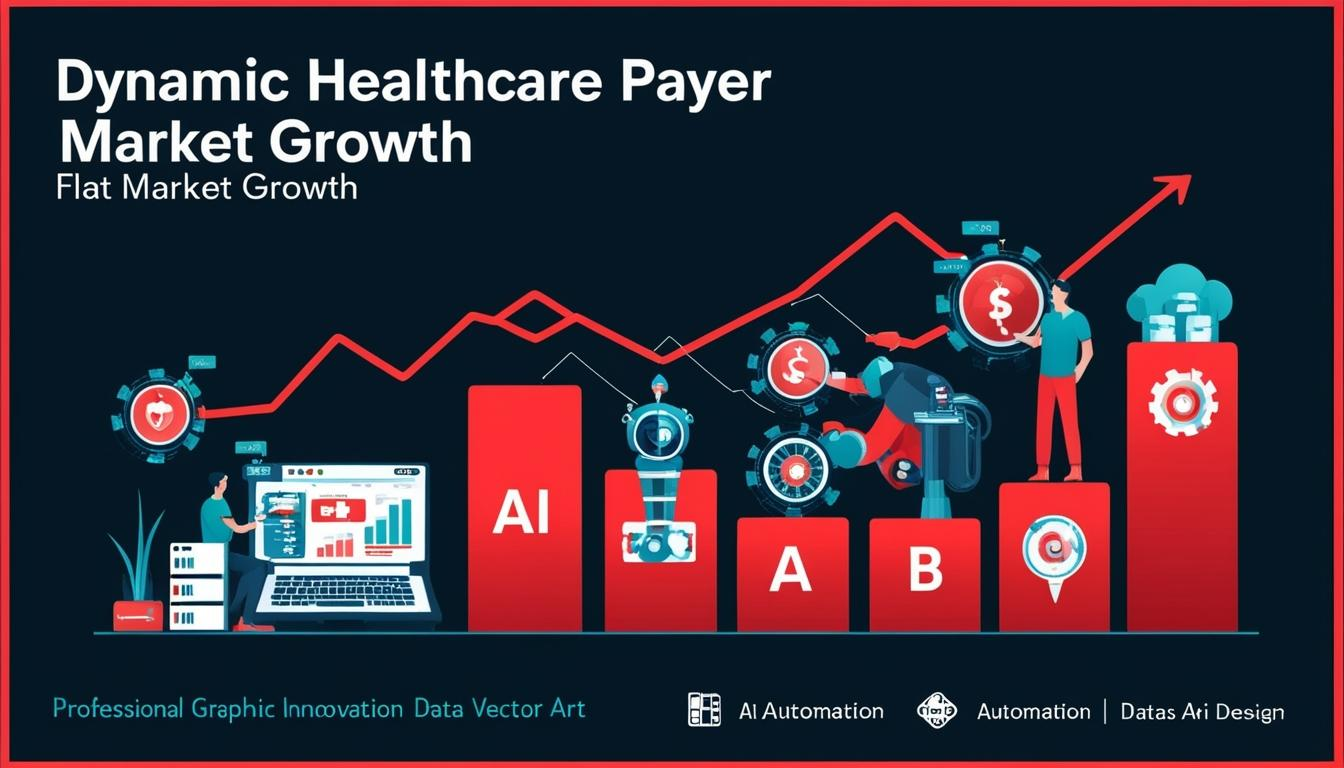 Dynamic Healthcare Payer
Market Growth
Flat Market Growth
$
AI
A
B
Professional Graphic Innovation Data Vector Art
AI Automation
Automation | Datas Ari Design